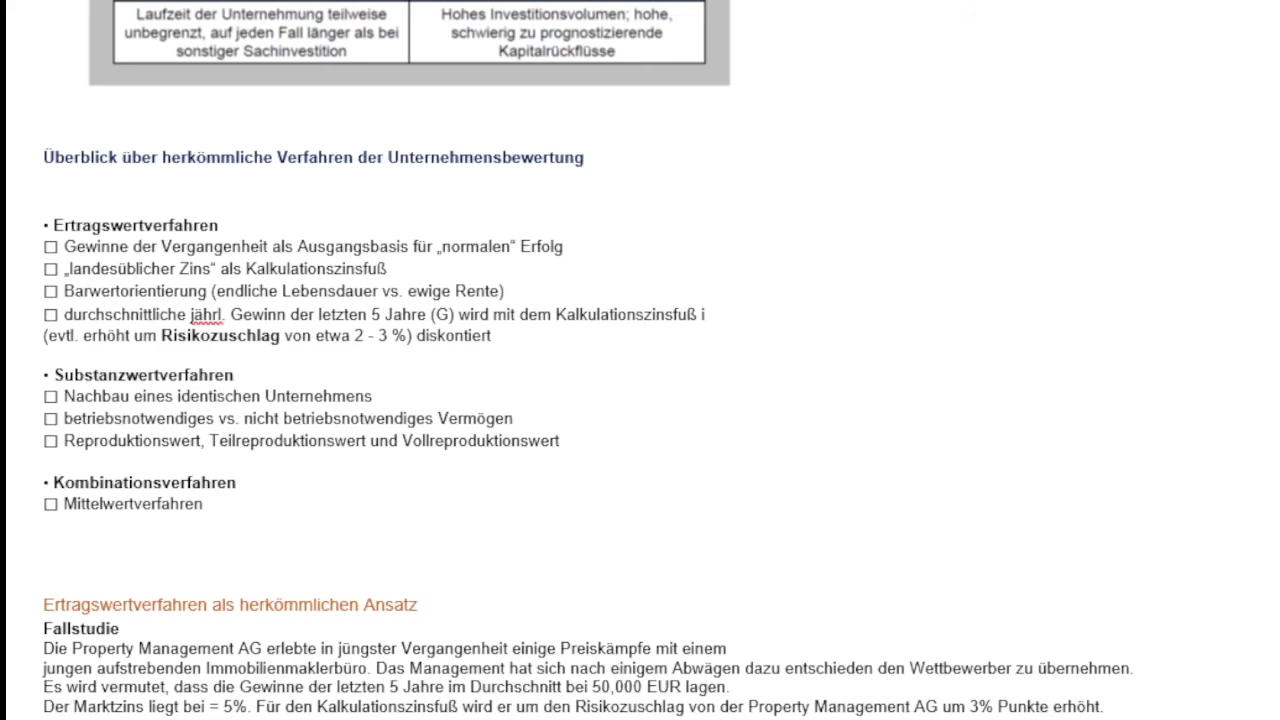 Laufzeit der Unternehmung teilweise
unbegrenzt, auf jeden Fall länger als bei
sonstiger Sachinvestition
Hohes Investitionsvolumen; hohe,
schwierig zu prognostizierende
Kapitalrückflüsse
Überblick über herkömmliche Verfahren der Unternehmensbewertung
• Ertragswertverfahren
☐ Gewinne der Vergangenheit als Ausgangsbasis für „normalen“ Erfolg
☐ „landesüblicher Zins“ als Kalkulationszinsfuß
☐ Barwertorientierung (endliche Lebensdauer vs. ewige Rente)
☐ durchschnittliche jährl. Gewinn der letzten 5 Jahre (G) wird mit dem Kalkulationszinsfuß i
(evtl. erhöht um Risikozuschlag von etwa 2 - 3 %) diskontiert
• Substanzwertverfahren
☐ Nachbau eines identischen Unternehmens
☐ betriebsnotwendiges vs. nicht betriebsnotwendiges Vermögen
☐ Reproduktionswert, Teilreproduktionswert und Vollreproduktionswert
• Kombinationsverfahren
☐ Mittelwertverfahren
Ertragswertverfahren als herkömmlichen Ansatz
Fallstudie
Die Property Management AG erlebte in jüngster Vergangenheit einige Preiskämpfe mit einem
jungen aufstrebenden Immobilienmaklerbüro. Das Management hat sich nach einigem Abwägen dazu entschieden den Wettbewerber zu übernehmen.
Es wird vermutet, dass die Gewinne der letzten 5 Jahre im Durchschnitt bei 50,000 EUR lagen.
Der Marktzins liegt bei = 5%. Für den Kalkulationszinsfuß wird er um den Risikozuschlag von der Property Management AG um 3% Punkte erhöht.